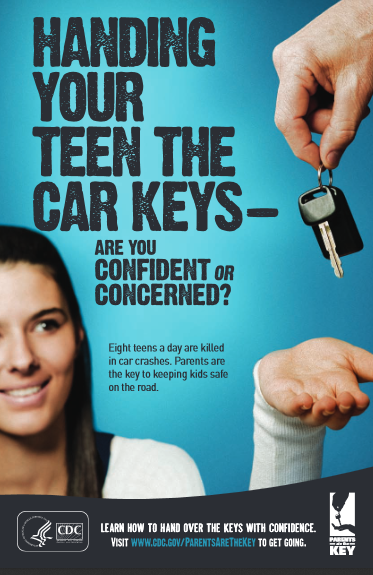 HANDING
YOUR
TEEN THE
CAR KEYS—
ARE YOU
CONFIDENT OR
CONCERNED?
Eight teens a day are killed
in car crashes. Parents are
the key to keeping kids safe
on the road.
CDC
LEARN HOW TO HAND OVER THE KEYS WITH CONFIDENCE.
VISIT WWW.CDC.GOV/PARENTSARETHEKEY TO GET GOING.
PARENTS
ARE THE
KEY